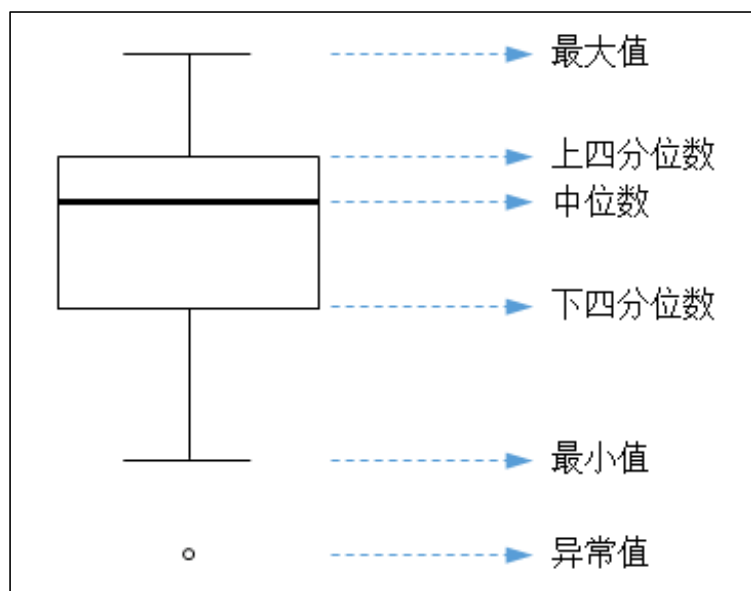 最大值
上四分位数
中位数
下四分位数
最小值
异常值